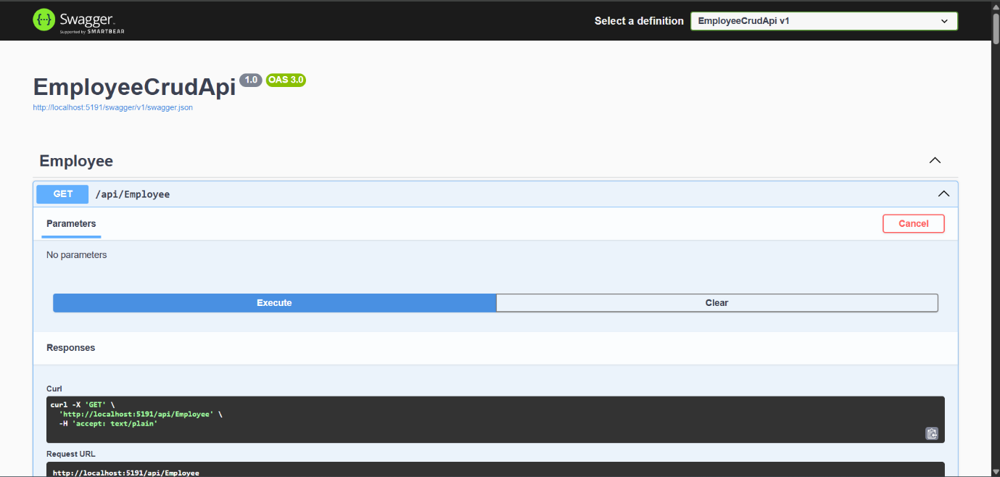 Swagger
Supported by SMARTBEAR
Select a definition
EmployeeCrudApi v1
EmployeeCrudApi 1.0 OAS 3.0
http://localhost:5191/swagger/v1/swagger.json
Employee
GET /api/Employee
Parameters
Cancel
No parameters
Execute
Clear
Responses
Curl
curl -X 'GET' \
'http://localhost:5191/api/Employee' \
-H 'accept: text/plain'
Request URL
http://localhost:5191/api/Employee